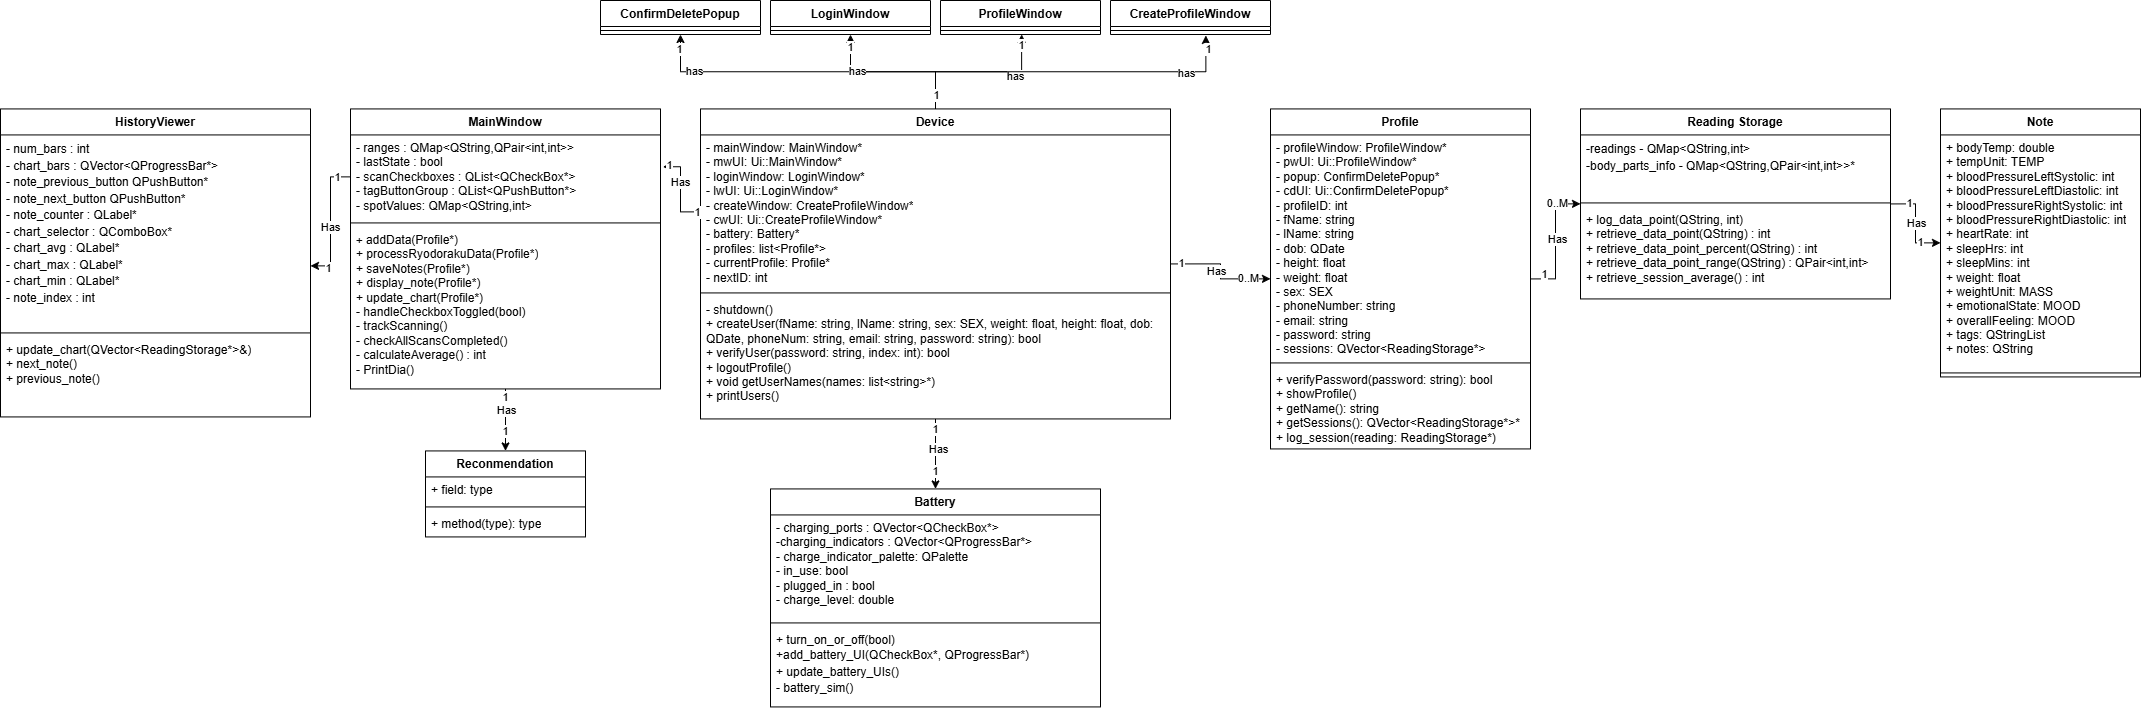 ConfirmDeletePopup
LoginWindow
ProfileWindow
CreateProfileWindow
1
1
1
1
has
has
has
has
1
HistoryViewer
- num_bars : int
- chart_bars : QVector<QProgressBar*>
- note_previous_button QPushButton*
- note_next_button QPushButton*
- note_counter : QLabel*
- chart_selector : QComboBox*
- chart_avg : QLabel*
- chart_max : QLabel*
- chart_min : QLabel*
- note_index : int
+ update_chart(QVector<ReadingStorage*>&)
+ next_note()
+ previous_note()
1
Has
1
MainWindow
- ranges : QMap<QString,QPair<int,int>>
- lastState : bool
- scanCheckboxes : QList<QCheckBox*>
- tagButtonGroup : QList<QPushButton*>
- spotValues: QMap<QString,int>
+ addData(Profile*)
+ processRyodorakuData(Profile*)
+ saveNotes(Profile*)
+ display_note(Profile*)
+ update_chart(Profile*)
- handleCheckboxToggled(bool)
- trackScanning()
- checkAllScansCompleted()
- calculateAverage() : int
- PrintDia()
1
Has
1
Reconmendation
+ field: type
+ method(type): type
1
Has
1
Device
- mainWindow: MainWindow*
- mwUI: Ui::MainWindow*
- loginWindow: LoginWindow*
- lwUI: Ui::LoginWindow*
- createWindow: CreateProfileWindow*
- cwUI: Ui::CreateProfileWindow*
- battery: Battery*
- profiles: list<Profile*>
- currentProfile: Profile*
- nextID: int
- shutdown()
+ createUser(fName: string, lName: string, sex: SEX, weight: float, height: float, dob:
QDate, phoneNum: string, email: string, password: string): bool
+ verifyUser(password: string, index: int): bool
+ logoutProfile()
+ void getUserNames(names: list<string>*)
+ printUsers()
1
Has
1
Battery
- charging_ports : QVector<QCheckBox*>
-charging_indicators : QVector<QProgressBar*>
- charge_indicator_palette: QPalette
- in_use: bool
- plugged_in : bool
- charge_level: double
+ turn_on_or_off(bool)
+add_battery_UI(QCheckBox*, QProgressBar*)
+ update_battery_UIs()
- battery_sim()
1
Has
0..M
Profile
- profileWindow: ProfileWindow*
- pwUI: Ui::ProfileWindow*
- popup: ConfirmDeletePopup*
- cdUI: Ui::ConfirmDeletePopup*
- profileID: int
- fName: string
- lName: string
- dob: QDate
- height: float
- weight: float
- sex: SEX
- phoneNumber: string
- email: string
- password: string
- sessions: QVector<ReadingStorage*>
+ verifyPassword(password: string): bool
+ showProfile()
+ getName(): string
+ getSessions(): QVector<ReadingStorage*>*
+ log_session(reading: ReadingStorage*)
0..M
Has
1
Reading Storage
-readings - QMap<QString,int>
-body_parts_info - QMap<QString,QPair<int,int>>*
+ log_data_point(QString, int)
+ retrieve_data_point(QString) : int
+ retrieve_data_point_percent(QString) : int
+ retrieve_data_point_range(QString) : QPair<int,int>
+ retrieve_session_average() : int
1
Has
1
Note
+ bodyTemp: double
+ tempUnit: TEMP
+ bloodPressureLeftSystolic: int
+ bloodPressureLeftDiastolic: int
+ bloodPressureRightSystolic: int
+ bloodPressureRightDiastolic: int
+ heartRate: int
+ sleepHrs: int
+ sleepMins: int
+ weight: float
+ weightUnit: MASS
+ emotionalState: MOOD
+ overallFeeling: MOOD
+ tags: QStringList
+ notes: QString